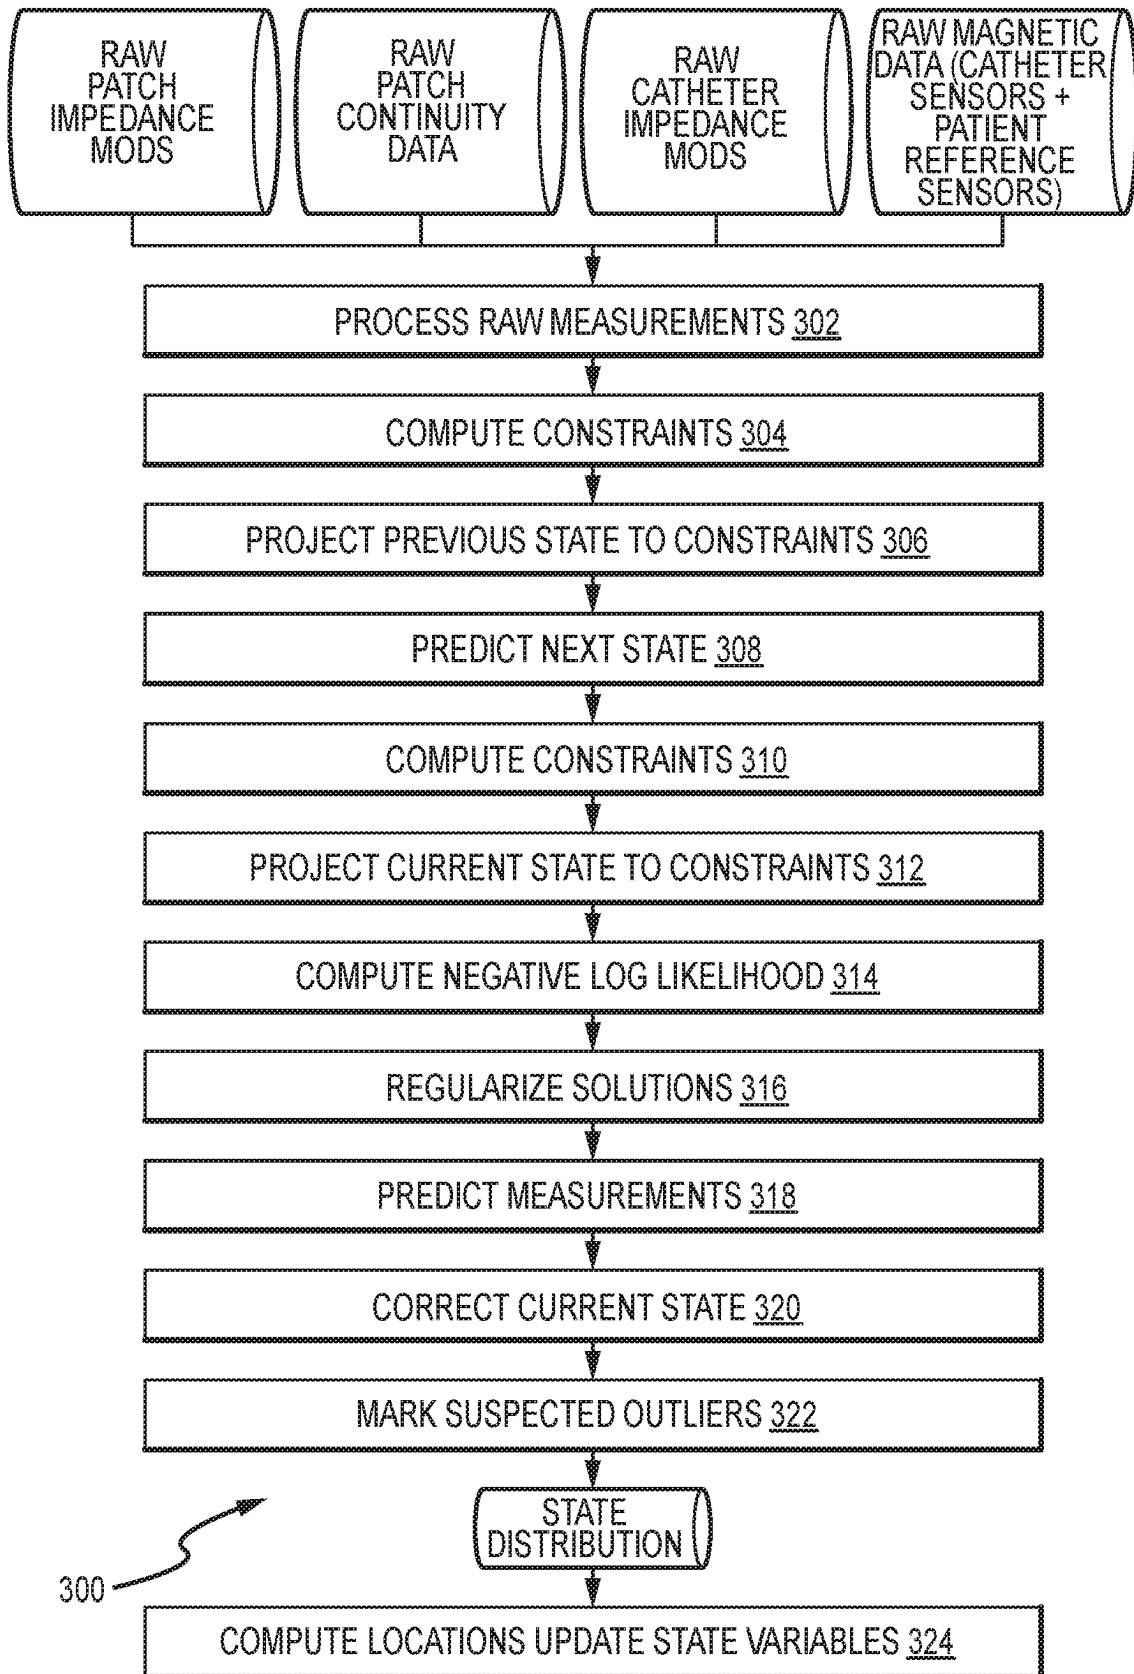 RAW
PATCH
IMPEDANCE
MODS
RAW
PATCH
CONTINUITY
DATA
RAW
CATHETER
IMPEDANCE
MODS
RAW MAGNETIC
DATA (CATHETER
SENSORS +
PATIENT
REFERENCE
SENSORS)
PROCESS RAW MEASUREMENTS 302
COMPUTE CONSTRAINTS 304
PROJECT PREVIOUS STATE TO CONSTRAINTS 306
PREDICT NEXT STATE 308
COMPUTE CONSTRAINTS 310
PROJECT CURRENT STATE TO CONSTRAINTS 312
COMPUTE NEGATIVE LOG LIKELIHOOD 314
REGULARIZE SOLUTIONS 316
PREDICT MEASUREMENTS 318
CORRECT CURRENT STATE 320
MARK SUSPECTED OUTLIERS 322
STATE
DISTRIBUTION
300
COMPUTE LOCATIONS UPDATE STATE VARIABLES 324